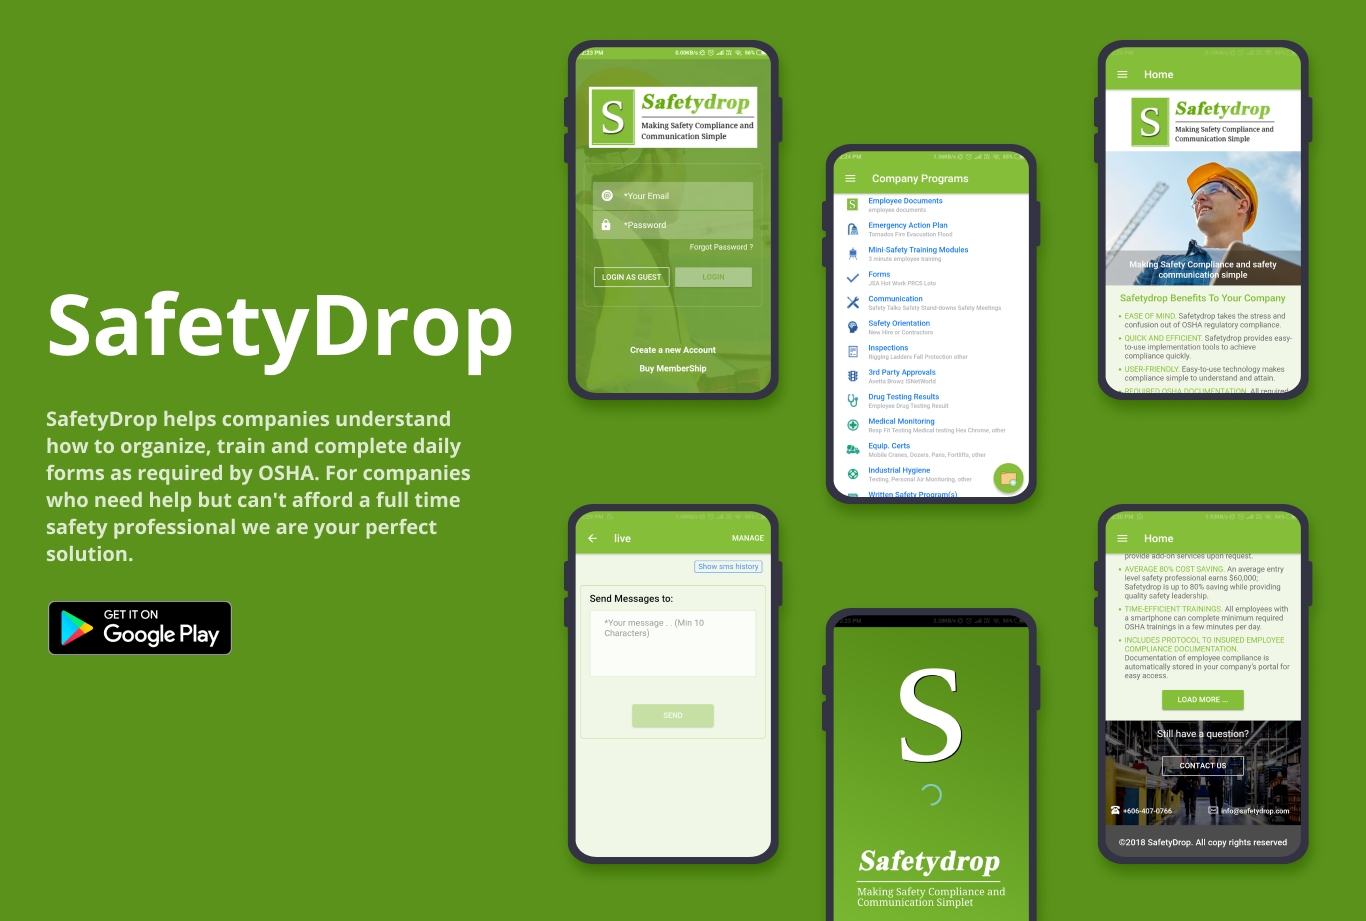 SafetyDrop
SafetyDrop helps companies understand
how to organize, train and complete daily
forms as required by OSHA. For companies
who need help but can't afford a full time
safety professional we are your perfect
solution.
GET IT ON
Google Play
:23 PM
S
Safetydrop
Making Safety Compliance and
Communication Simple
*Your Email
*Password
Forgot Password ?
LOGIN AS GUEST
LOGIN
Create a new Account
Buy MemberShip
Company Programs
S
Employee Documents
employee documents
Emergency Action Plan
Tornados Fire Evacuation Flood
Mini-Safety Training Modules
3 minute employee training
Forms
JSA Hot Work PRCS Loto
Communication
Safety Talks Safety Stand-towns Safety Meetings
Safety Orientation
New Hire or Contractors
Inspections
Rigging Ladders Fall Protection other
3rd Party Approvals
Avetta Browz ISNetWorld
Drug Testing Results
Employee Drug Testing Result
Medical Monitoring
Resp Fit Testing Medical testing Hex Chrome, other
Equip. Certs
Mobile Cranes, Dozers, Pans, Forklifts, other
Industrial Hygiene
Testing, Personal Air Monitoring, other
Written Safety Program(s)
Home
S
Safetydrop
Making Safety Compliance and
Communication Simple
Making Safety Compliance and safety
communication simple
Safetydrop Benefits To Your Company
• EASE OF MIND. Safetydrop takes the stress and
confusion out of OSHA regulatory compliance.
• QUICK AND EFFICIENT. Safetydrop provides easy-
to-use implementation tools to achieve
compliance quickly.
• USER-FRIENDLY. Easy-to-use technology makes
compliance simple to understand and attain.
• REQUIRED OSHA DOCUMENTATION. All required
live
MANAGE
Show sms history
Send Messages to:
*Your message . . (Min 10
Characters)
SEND
S
Safetydrop
Making Safety Compliance and
Communication Simplet
Home
provide add-on services upon request.
• AVERAGE 80% COST SAVING. An average entry
level safety professional earns $60,000;
Safetydrop is up to 80% saving while providing
quality safety leadership.
• TIME-EFFICIENT TRAININGS. All employees with
a smartphone can complete minimum required
OSHA trainings in a few minutes per day.
• INCLUDES PROTOCOL TO INSURED EMPLOYEE
COMPLIANCE DOCUMENTATION.
Documentation of employee compliance is
automatically stored in your company's portal for
easy access.
LOAD MORE ...
Still have a question?
CONTACT US
+606-407-0766
info@safetydrop.com
©2018 SafetyDrop. All copy rights reserved